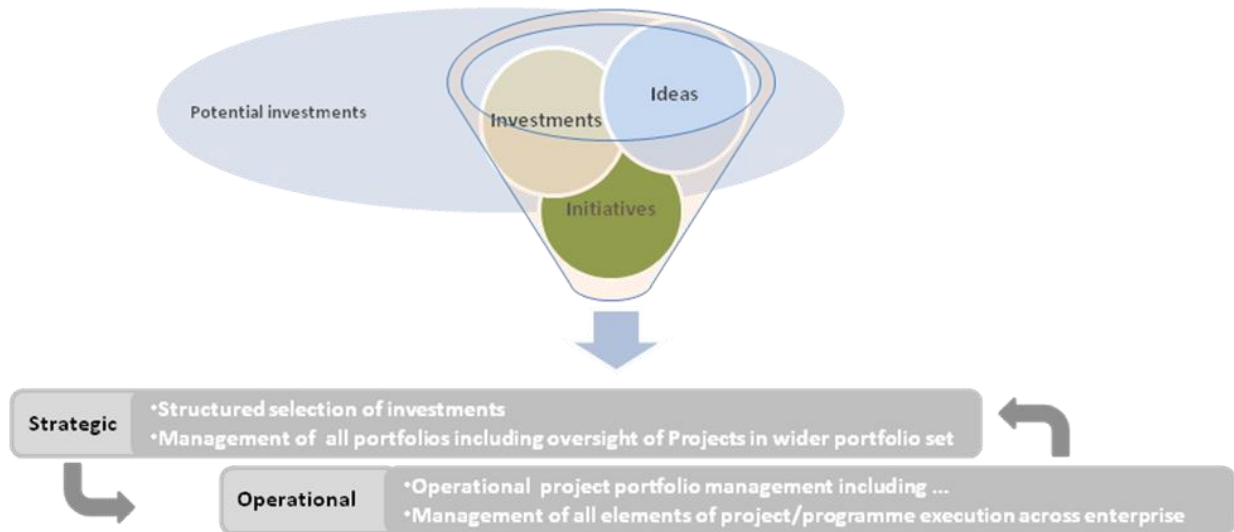 Potential investments
Ideas
Investments
Initiatives
Strategic
•Structured selection of investments
•Management of all portfolios including oversight of Projects in wider portfolio set
Operational
•Operational project portfolio management including ...
•Management of all elements of project/programme execution across enterprise